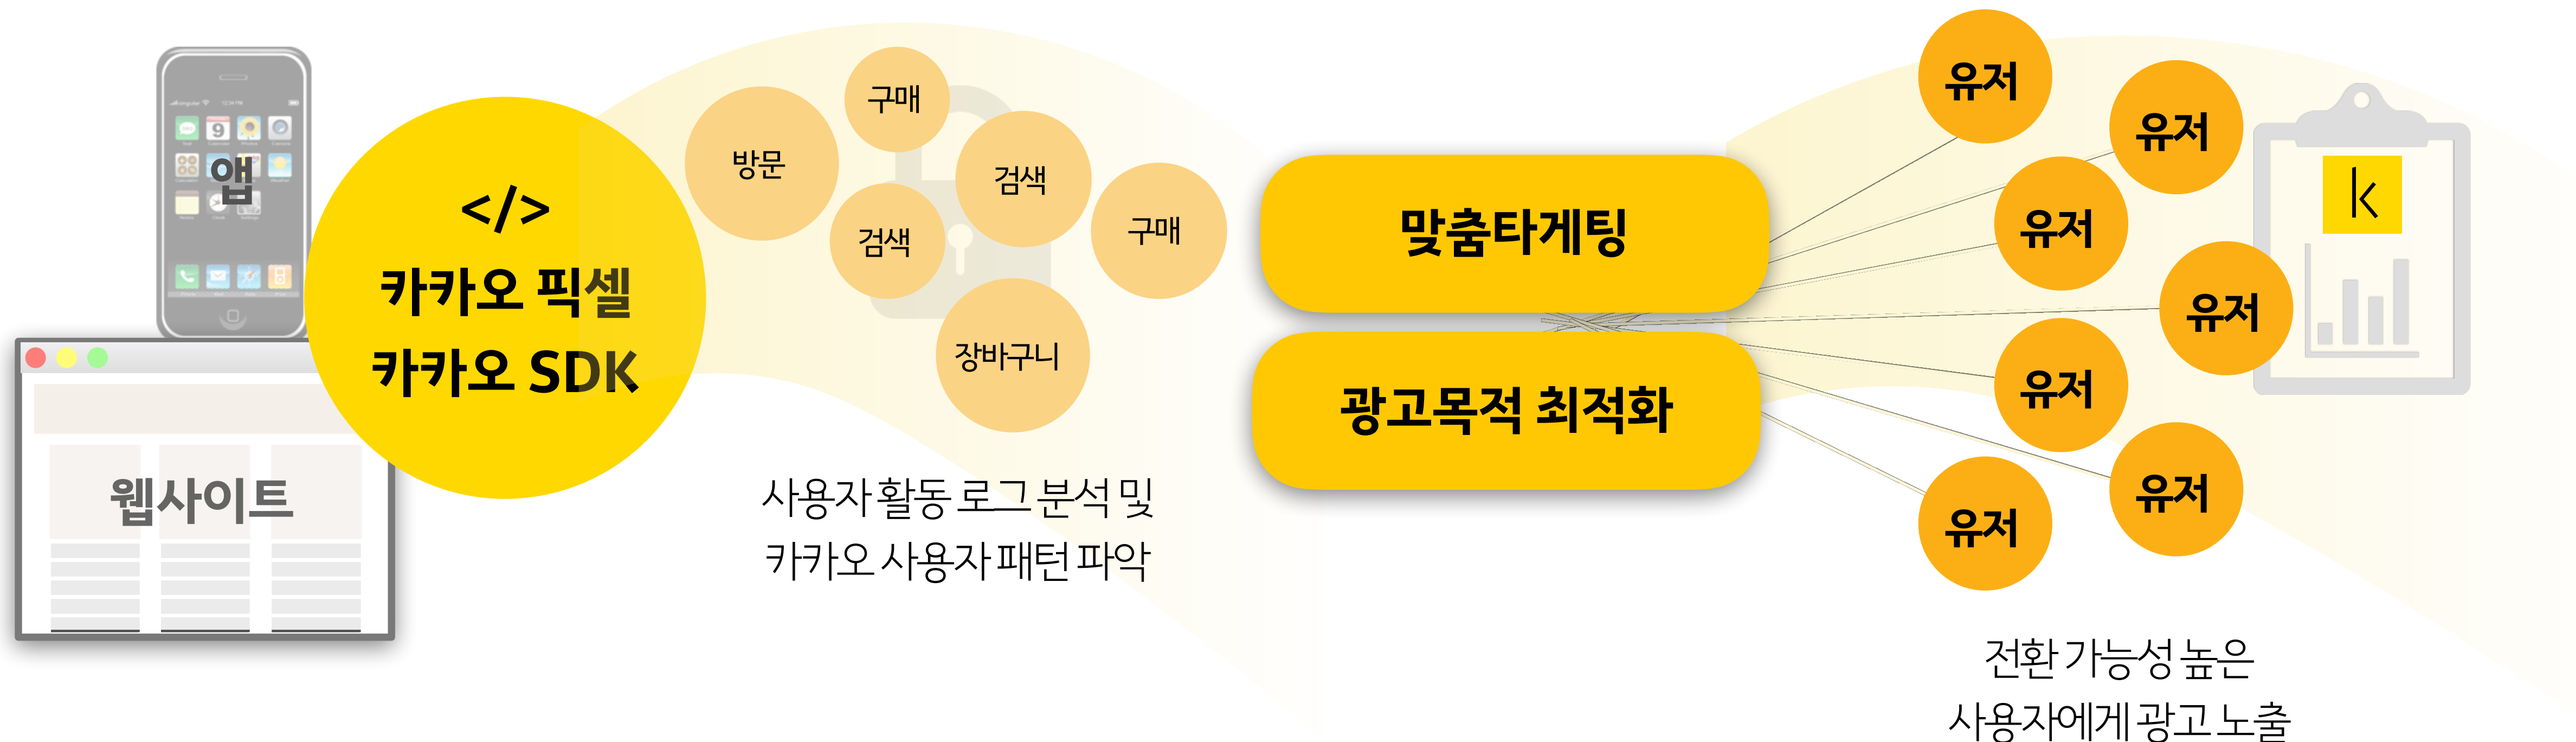 앱
웹사이트
</>
카카오 픽셀
카카오 SDK
방문
구매
검색
검색
구매
장바구니
사용자 활동 로그 분석 및
카카오 사용자 패턴 파악
맞춤타게팅
광고목적 최적화
유저
유저
유저
유저
유저
유저
유저
k
전환 가능성 높은
사용자에게 광고 노출